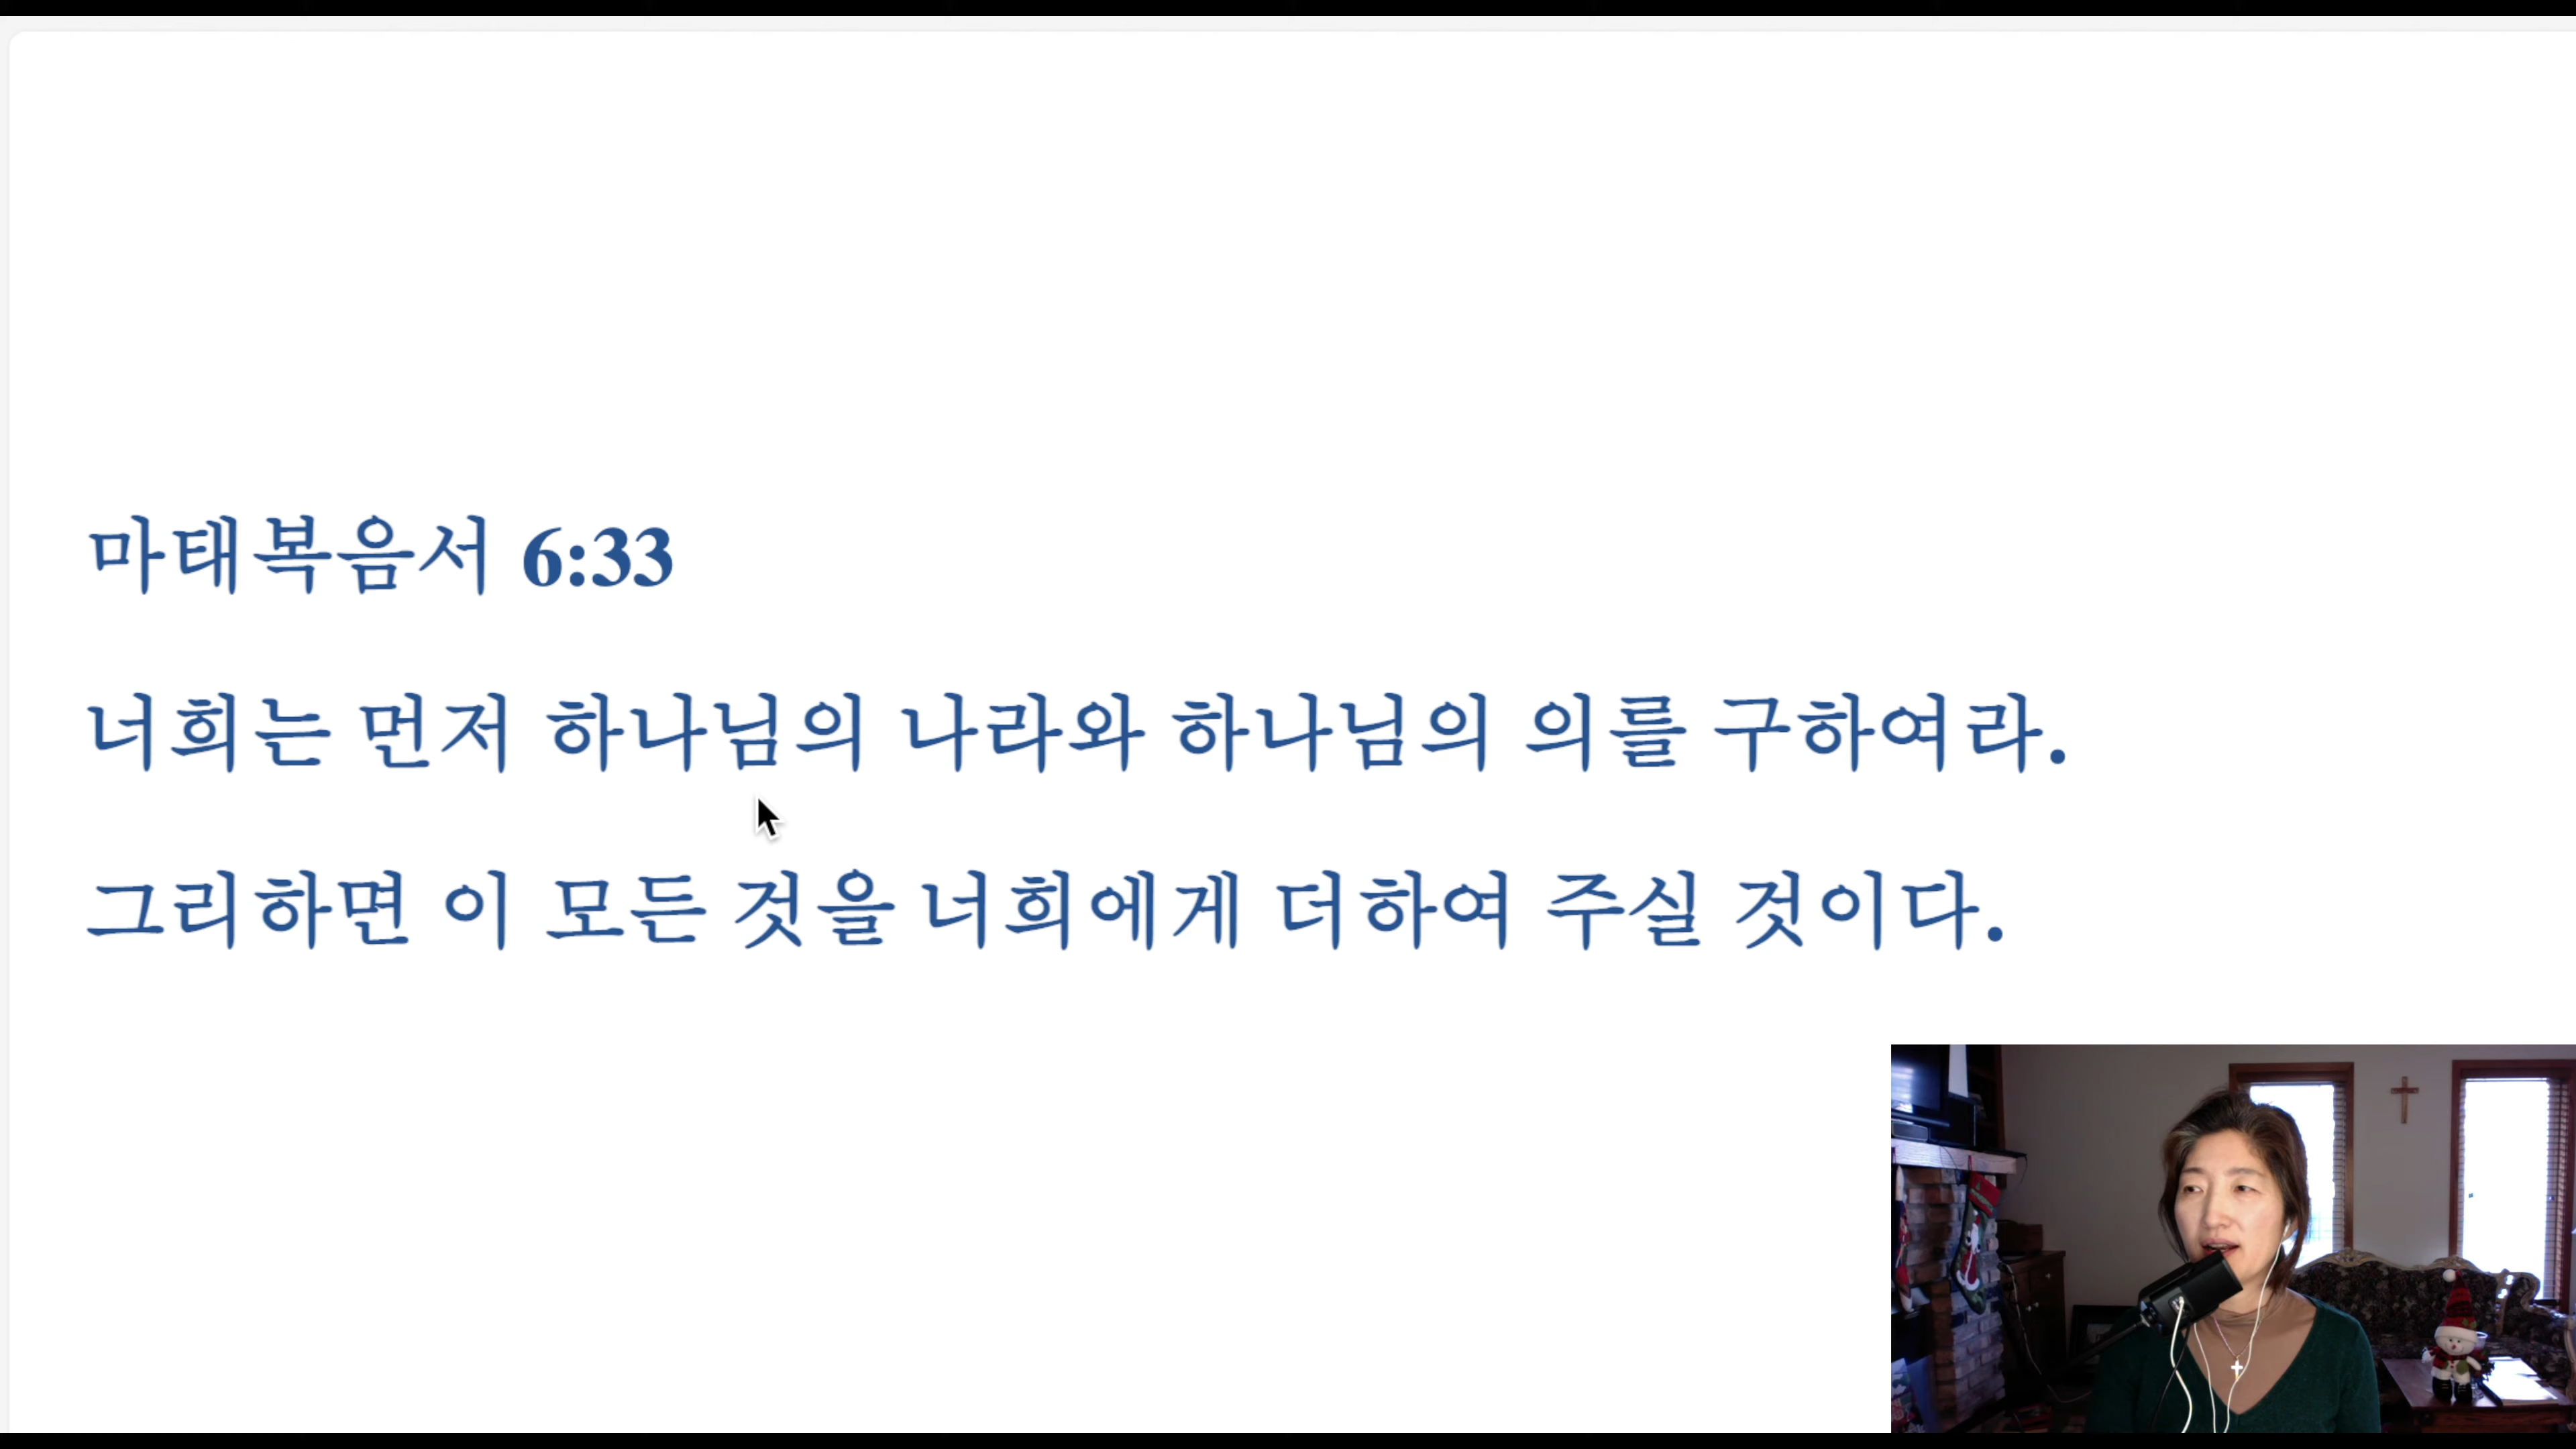 마태복음서 6:33
너희는 먼저 하나님의 나라와 하나님의 의를 구하여라.
그리하면 이 모든 것을 너희에게 더하여 주실 것이다.